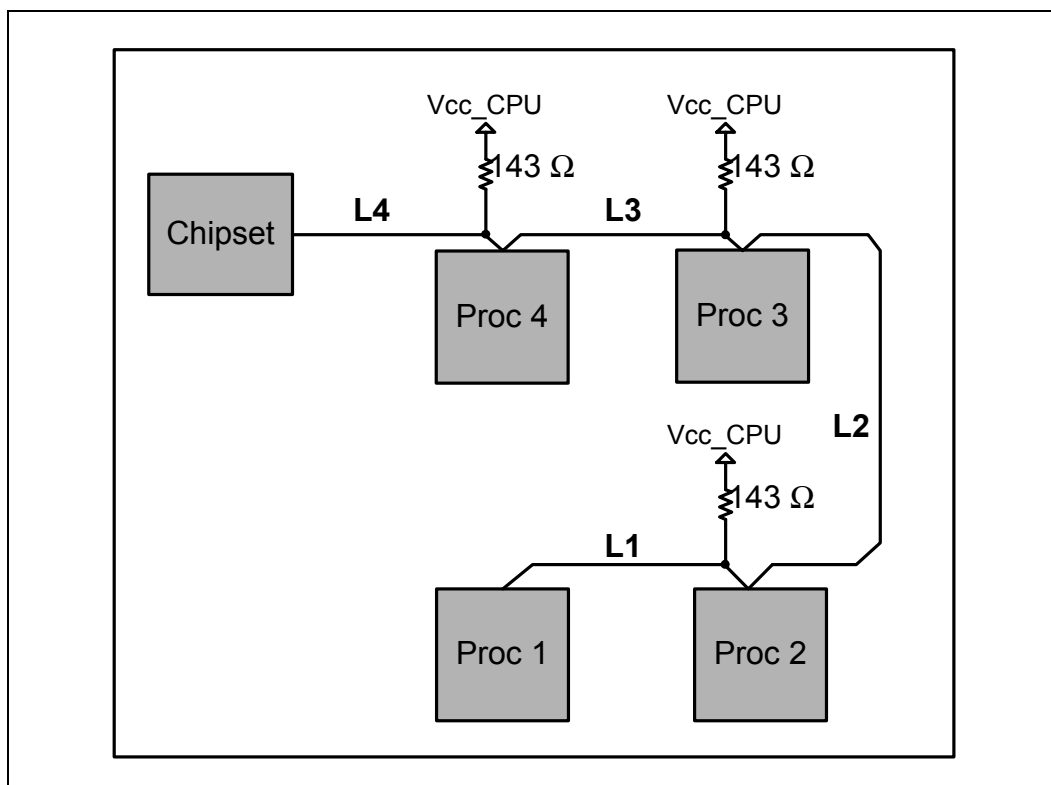 Vcc_CPU Vcc_CPU
143 Ω 143 Ω
Chipset L4 L3
Proc 4 Proc 3
L2
Vcc_CPU
143 Ω
L1
Proc 1 Proc 2